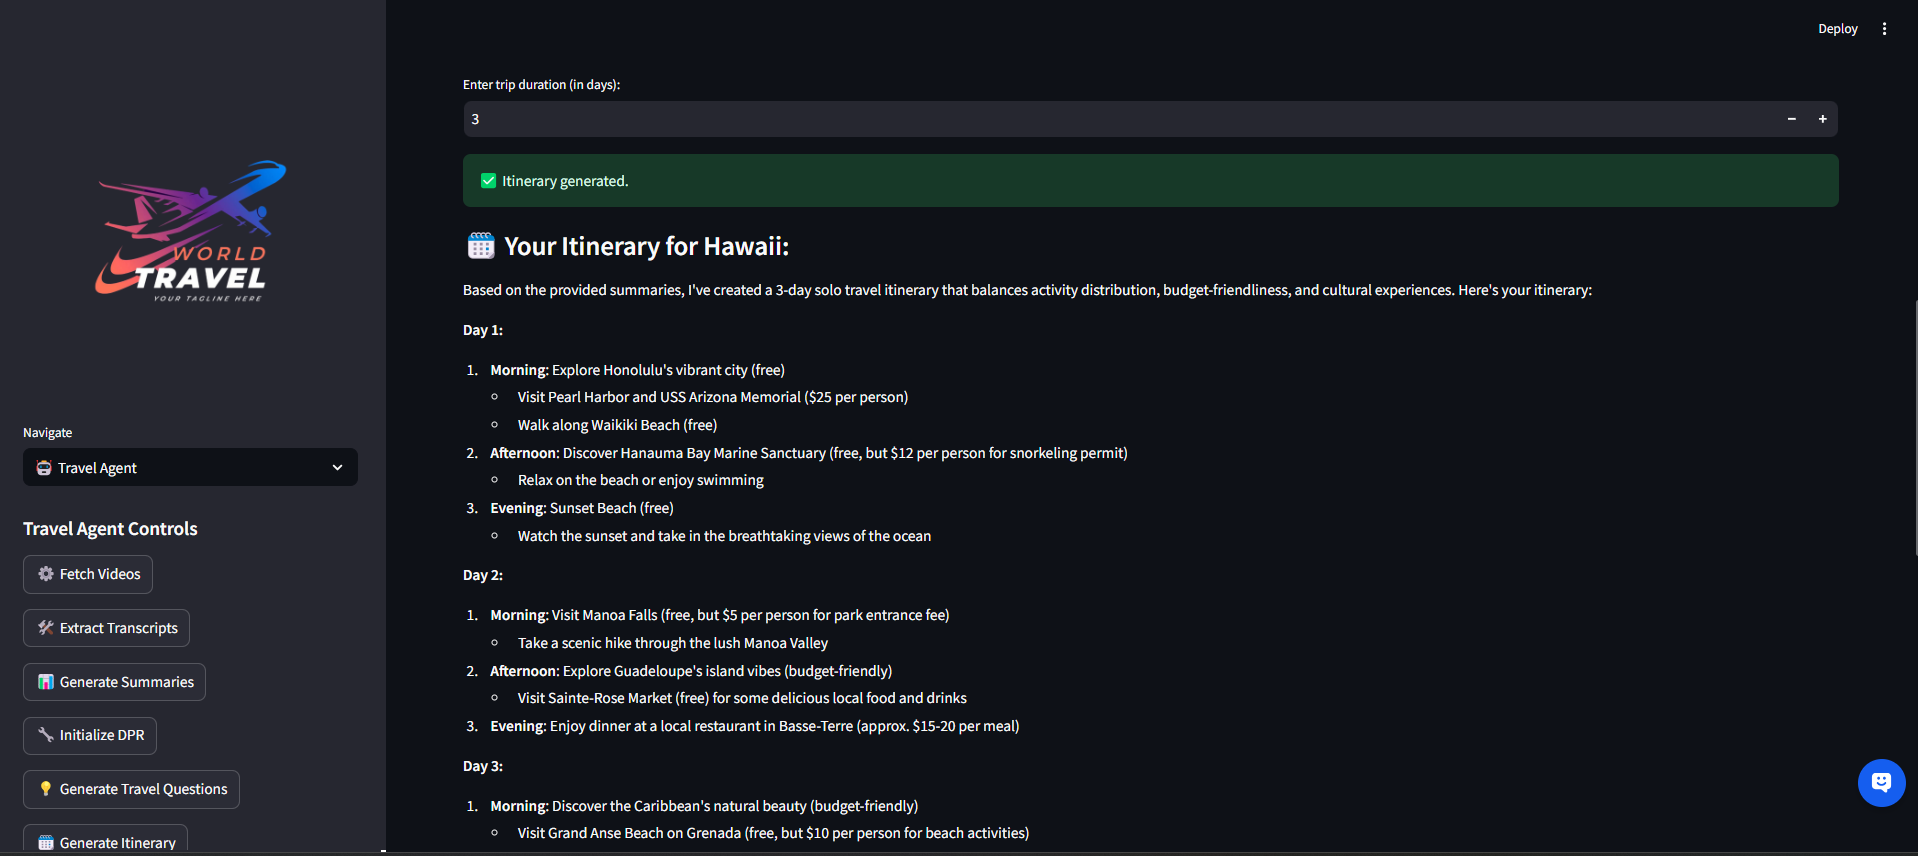 Deploy
WORLD
TRAVEL
YOUR TAGLINE HERE
Navigate
Travel Agent
Travel Agent Controls
Fetch Videos
Extract Transcripts
Generate Summaries
Initialize DPR
Generate Travel Questions
Generate Itinerary
Enter trip duration (in days):
3
Itinerary generated.
Your Itinerary for Hawaii:
Based on the provided summaries, I've created a 3-day solo travel itinerary that balances activity distribution, budget-friendliness, and cultural experiences. Here's your itinerary:
Day 1:
1. Morning: Explore Honolulu's vibrant city (free)
Visit Pearl Harbor and USS Arizona Memorial ($25 per person)
Walk along Waikiki Beach (free)
2. Afternoon: Discover Hanauma Bay Marine Sanctuary (free, but $12 per person for snorkeling permit)
Relax on the beach or enjoy swimming
3. Evening: Sunset Beach (free)
Watch the sunset and take in the breathtaking views of the ocean
Day 2:
1. Morning: Visit Manoa Falls (free, but $5 per person for park entrance fee)
Take a scenic hike through the lush Manoa Valley
2. Afternoon: Explore Guadeloupe's island vibes (budget-friendly)
Visit Sainte-Rose Market (free) for some delicious local food and drinks
3. Evening: Enjoy dinner at a local restaurant in Basse-Terre (approx. $15-20 per meal)
Day 3:
1. Morning: Discover the Caribbean's natural beauty (budget-friendly)
Visit Grand Anse Beach on Grenada (free, but $10 per person for beach activities)